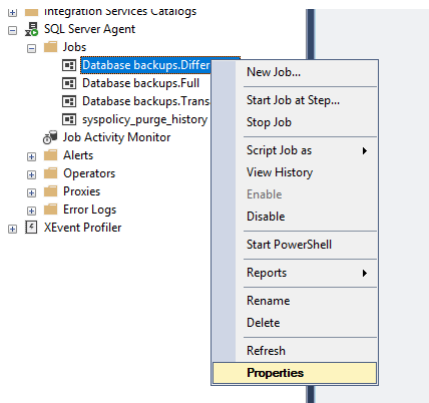 Integration Services Catalogs
SQL Server Agent
Jobs
Database backups.Differ
Database backups.Full
Database backups.Trans
syspolicy_purge_history
Job Activity Monitor
Alerts
Operators
Proxies
Error Logs
XEvent Profiler
New Job...
Start Job at Step...
Stop Job
Script Job as
View History
Enable
Disable
Start PowerShell
Reports
Rename
Delete
Refresh
Properties